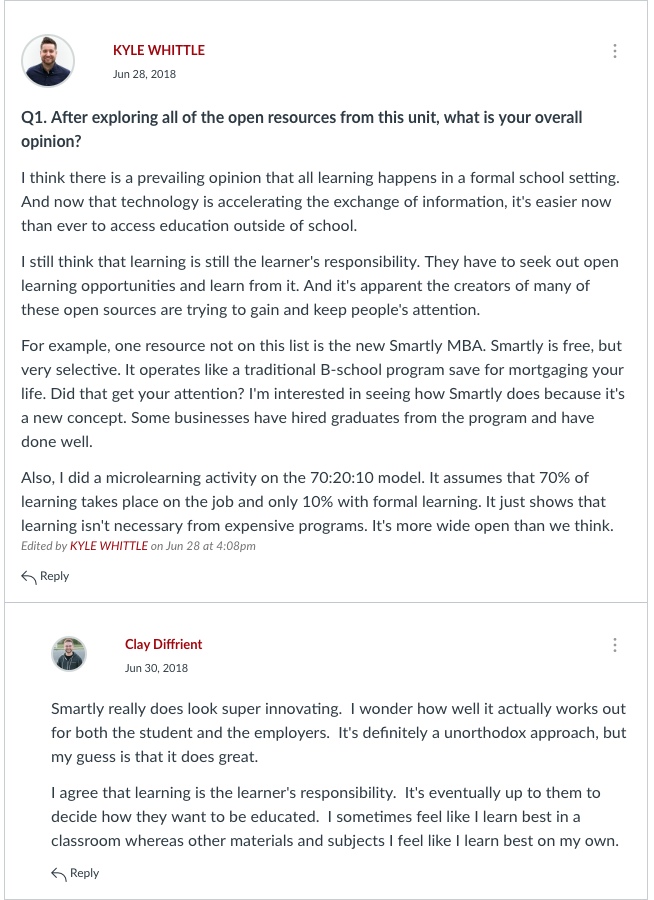 KYLE WHITTLE
Jun 28, 2018
Q1. After exploring all of the open resources from this unit, what is your overall
opinion?
I think there is a prevailing opinion that all learning happens in a formal school setting.
And now that technology is accelerating the exchange of information, it's easier now
than ever to access education outside of school.
I still think that learning is still the learner's responsibility. They have to seek out open
learning opportunities and learn from it. And it's apparent the creators of many of
these open sources are trying to gain and keep people's attention.
For example, one resource not on this list is the new Smartly MBA. Smartly is free, but
very selective. It operates like a traditional B-school program save for mortgaging your
life. Did that get your attention? I'm interested in seeing how Smartly does because it's
a new concept. Some businesses have hired graduates from the program and have
done well.
Also, I did a microlearning activity on the 70:20:10 model. It assumes that 70% of
learning takes place on the job and only 10% with formal learning. It just shows that
learning isn't necessary from expensive programs. It's more wide open than we think.
Edited by KYLE WHITTLE on Jun 28 at 4:08pm
Reply
Clay Diffrient
Jun 30, 2018
Smartly really does look super innovating.  I wonder how well it actually works out
for both the student and the employers.  It's definitely a unorthodox approach, but
my guess is that it does great.
I agree that learning is the learner's responsibility.  It's eventually up to them to
decide how they want to be educated.  I sometimes feel like I learn best in a
classroom whereas other materials and subjects I feel like I learn best on my own.
Reply